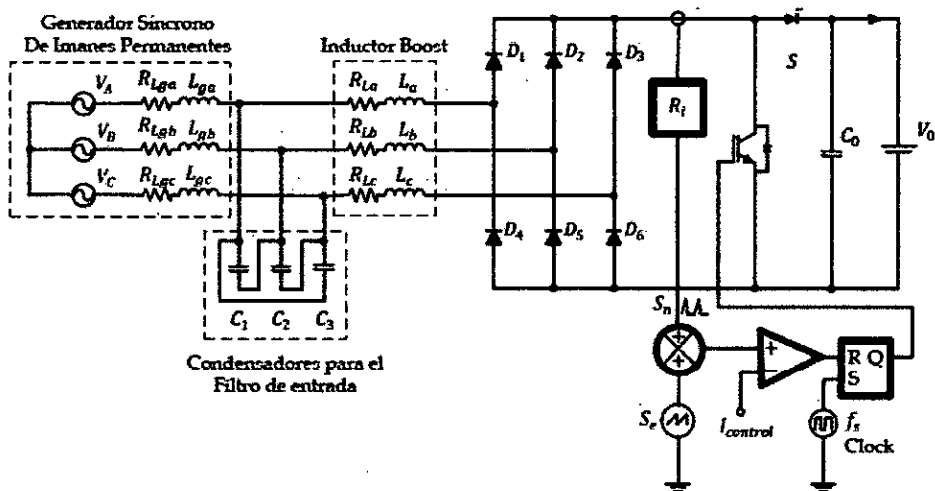 Generador Síncrono
De Imanes Permanentes
Inductor Boost
V_A R_Lga L_ga
V_B R_Lgb L_gb
V_C R_Lgc L_gc
R_La L_a
R_Lb L_b
R_Lc L_c
D_1 D_2 D_3
D_4 D_5 D_6
R_i
S
C_0
V_0
C_1 C_2 C_3
Condensadores para el
Filtro de entrada
S_n
+
+
S_e
+
−
I_control
R Q
S
f_s
Clock